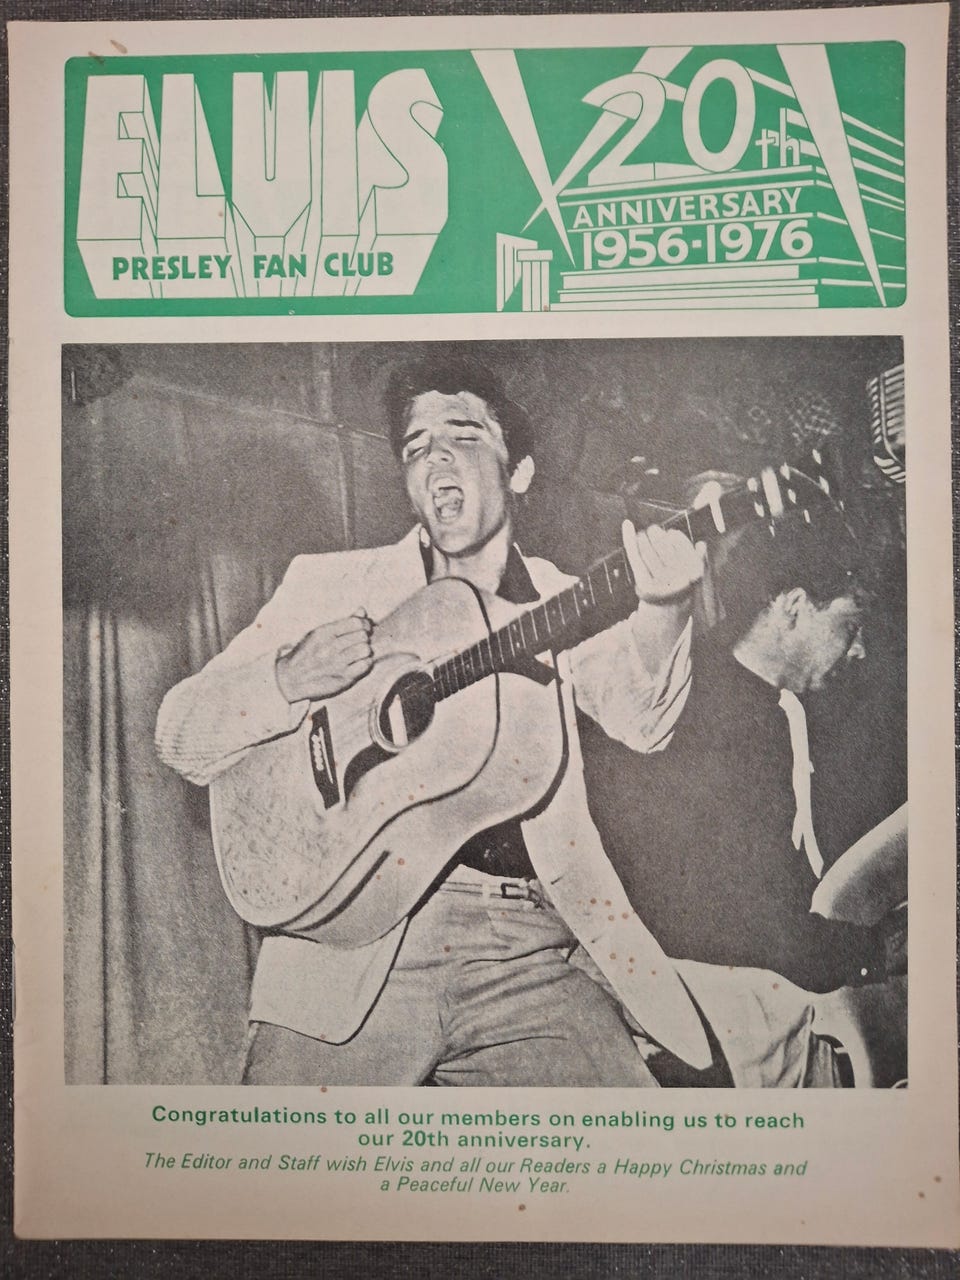 ELVIS
PRESLEY FAN CLUB
20th
ANNIVERSARY
1956-1976
Congratulations to all our members on enabling us to reach
our 20th anniversary.
The Editor and Staff wish Elvis and all our Readers a Happy Christmas and
a Peaceful New Year.